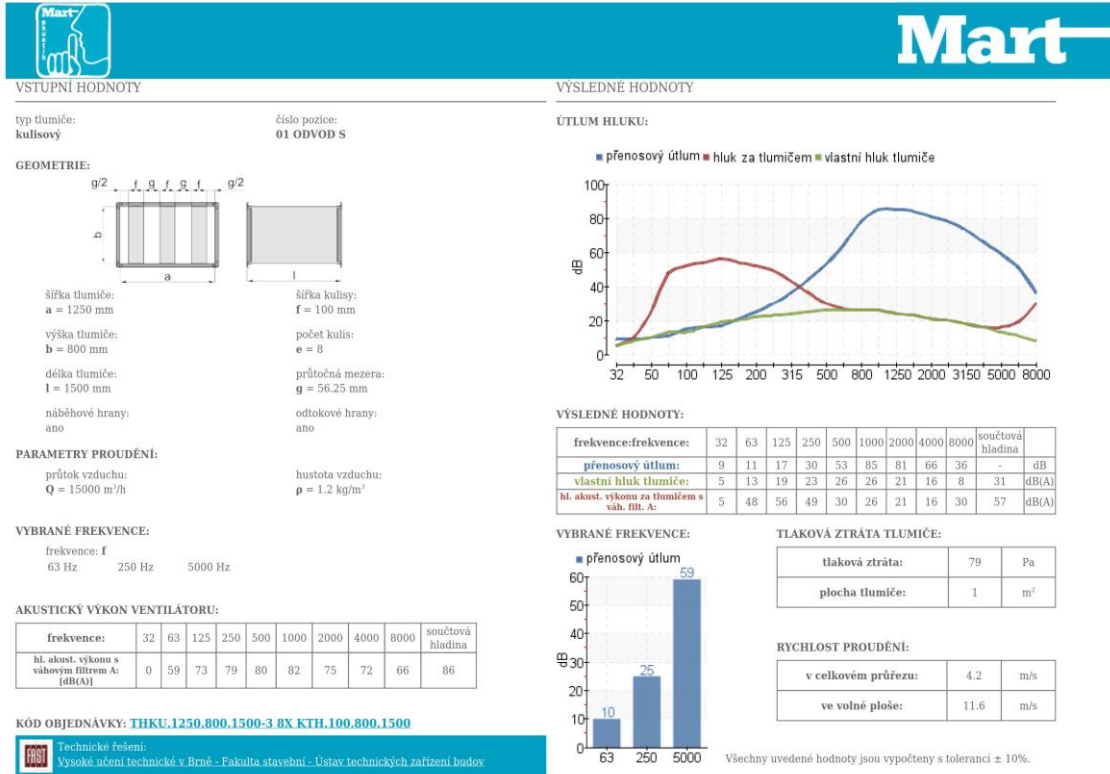 Mart
akustik
Mart
VSTUPNÍ HODNOTY
typ tlumiče:
kulisový
číslo pozice:
01 ODVOD S
GEOMETRIE:
g/2 f g f g f g/2
b
a
l
šířka tlumiče:
a = 1250 mm
šířka kulisy:
f = 100 mm
výška tlumiče:
b = 800 mm
počet kulis:
e = 8
délka tlumiče:
l = 1500 mm
průtočná mezera:
g = 56.25 mm
náběhové hrany:
ano
odtokové hrany:
ano
PARAMETRY PROUDĚNÍ:
průtok vzduchu:
Q = 15000 m³/h
hustota vzduchu:
ρ = 1.2 kg/m³
VYBRANÉ FREKVENCE:
frekvence: f
63 Hz 250 Hz 5000 Hz
AKUSTICKÝ VÝKON VENTILÁTORU:
frekvence: 32 63 125 250 500 1000 2000 4000 8000 součtová hladina
hl. akust. výkonu s váhovým filtrem A: [dB(A)] 0 59 73 79 80 82 75 72 66 86
KÓD OBJEDNÁVKY: THKU.1250.800.1500-3 8X KTH.100.800.1500
FAST
Technické řešení:
Vysoké učení technické v Brně - Fakulta stavební - Ústav technických zařízení budov
VÝSLEDNÉ HODNOTY
ÚTLUM HLUKU:
přenosový útlum hluk za tlumičem vlastní hluk tlumiče
100
80
60
40
20
0
dB
32 50 100 125 200 315 500 800 1250 2000 3150 5000 8000
VÝSLEDNÉ HODNOTY:
frekvence:frekvence: 32 63 125 250 500 1000 2000 4000 8000 součtová hladina
přenosový útlum: 9 11 17 30 53 85 81 66 36 - dB
vlastní hluk tlumiče: 5 13 19 23 26 26 21 16 8 31 dB(A)
hl. akust. výkonu za tlumičem s váh. filt. A: 5 48 56 49 30 26 21 16 30 57 dB(A)
VYBRANÉ FREKVENCE:
přenosový útlum
60
50
40
30
20
10
0
dB
10 25 59
63 250 5000
TLAKOVÁ ZTRÁTA TLUMIČE:
tlaková ztráta: 79 Pa
plocha tlumiče: 1 m²
RYCHLOST PROUDĚNÍ:
v celkovém průřezu: 4.2 m/s
ve volné ploše: 11.6 m/s
Všechny uvedené hodnoty jsou vypočteny s tolerancí ± 10%.